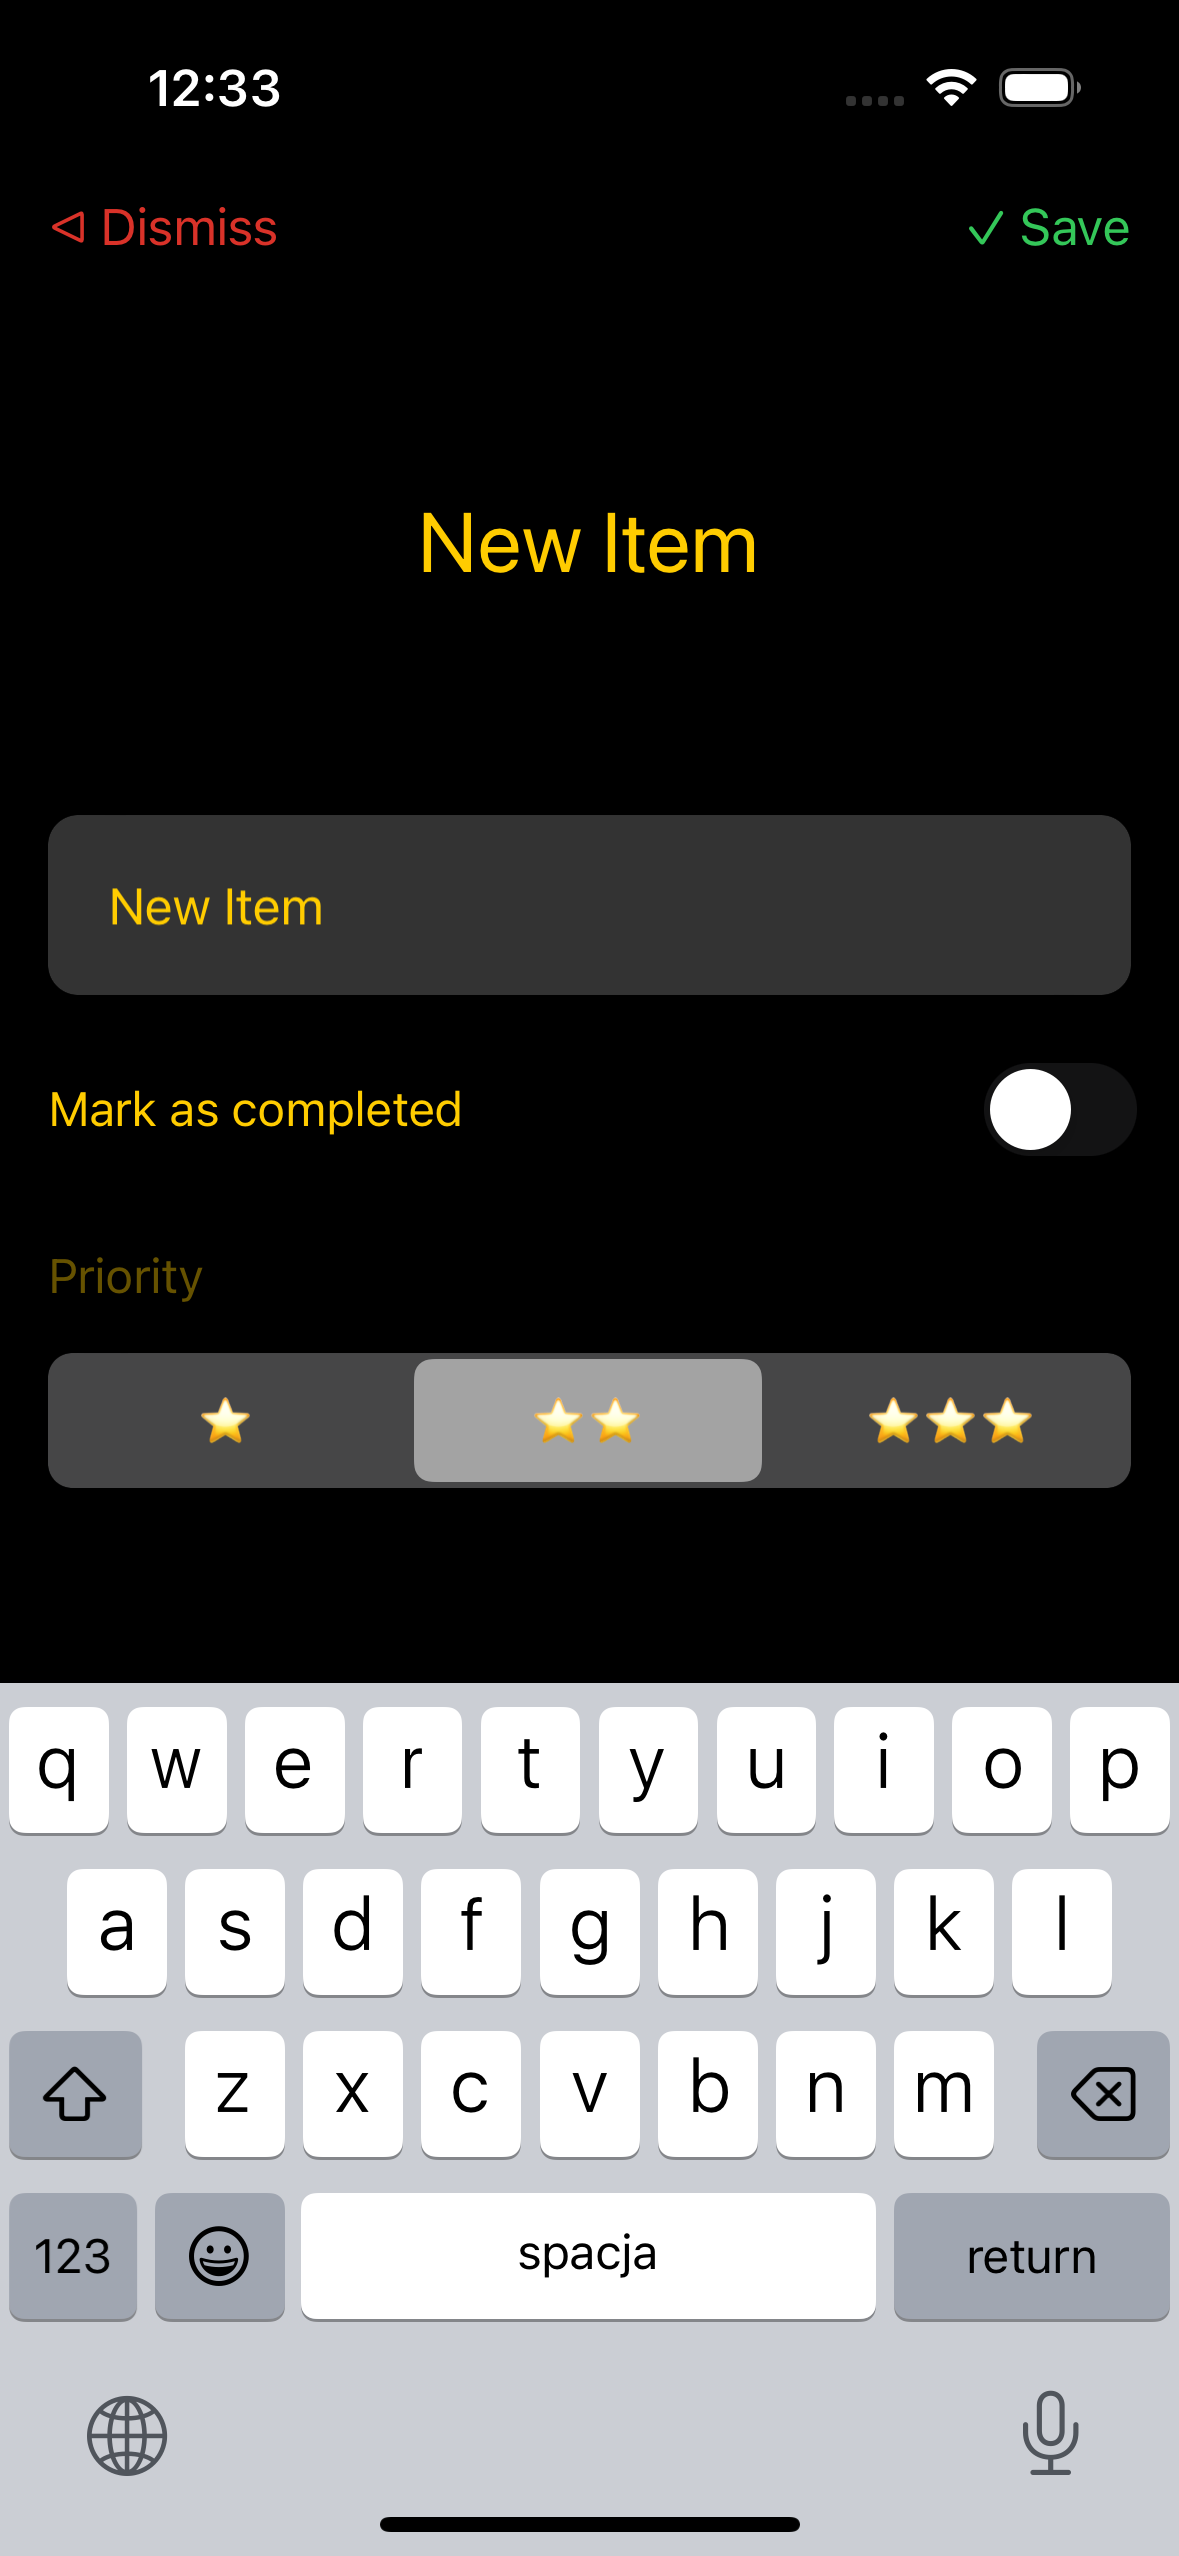 12:33
Dismiss
Save
New Item
New Item
Mark as completed
Priority
⭐ ⭐⭐ ⭐⭐⭐
q w e r t y u i o p
a s d f g h j k l
z x c v b n m
123 spacja return